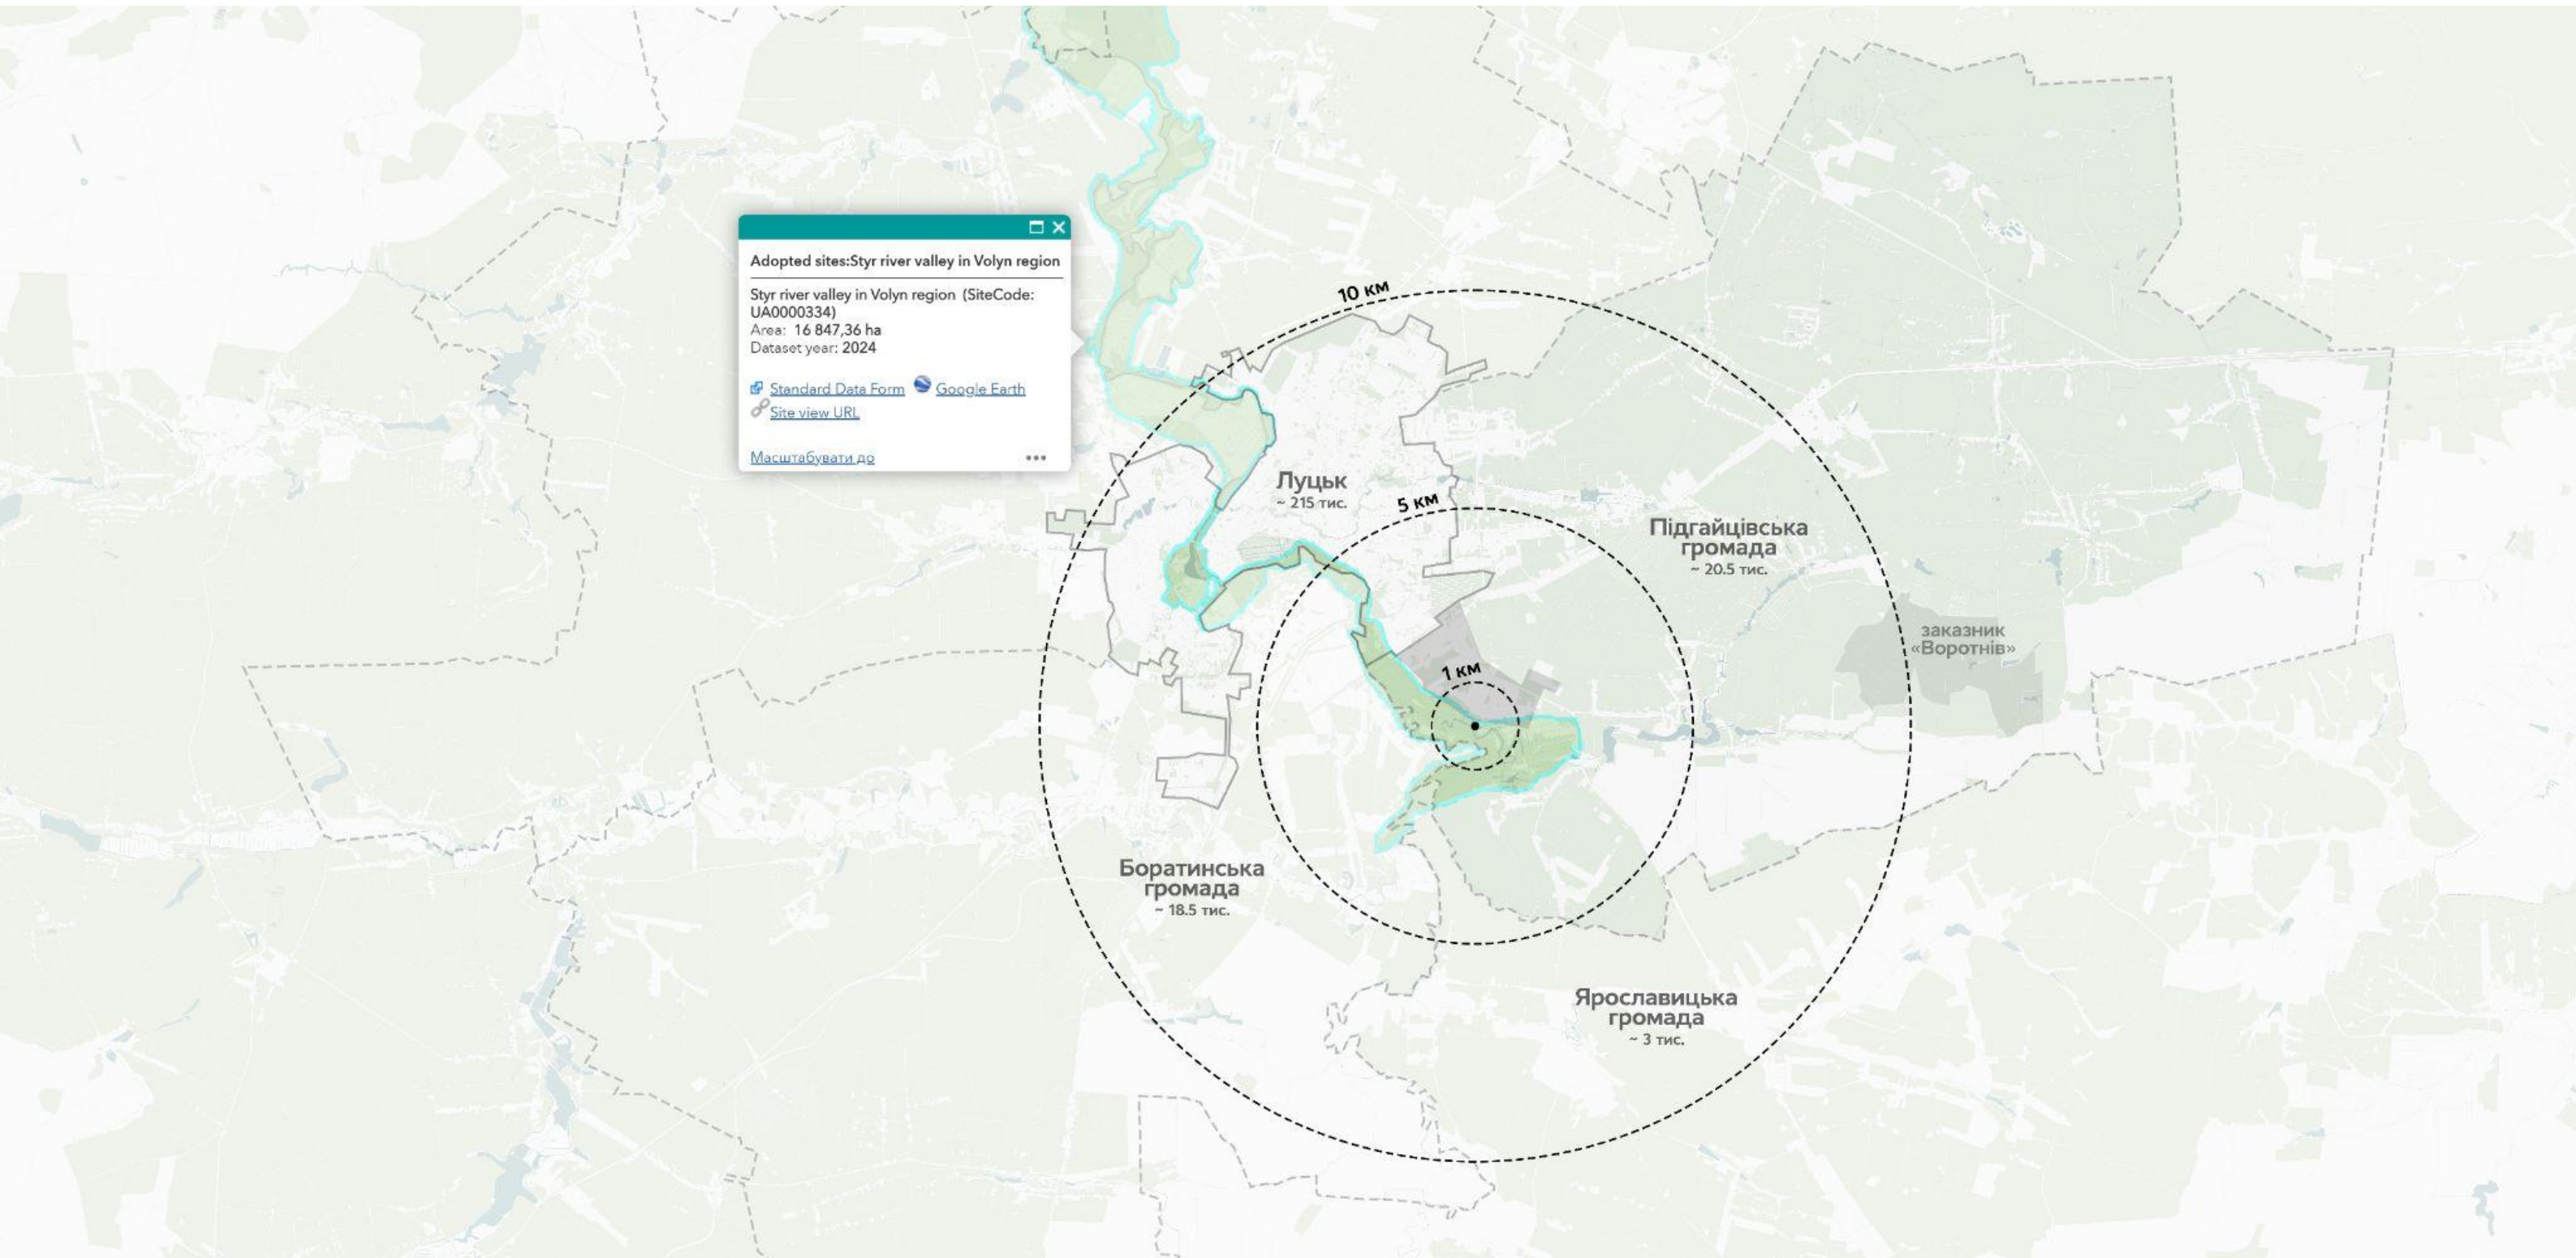 Adopted sites:Styr river valley in Volyn region
Styr river valley in Volyn region (SiteCode:
UA0000334)
Area: 16 847,36 ha
Dataset year: 2024
Standard Data Form Google Earth
Site view URL
Масштабувати до
10 км
Луцьк
~ 215 тис.
5 км
Підгайцівська
громада
~ 20.5 тис.
заказник
«Воротнів»
1 км
Боратинська
громада
~ 18.5 тис.
Ярославицька
громада
~ 3 тис.